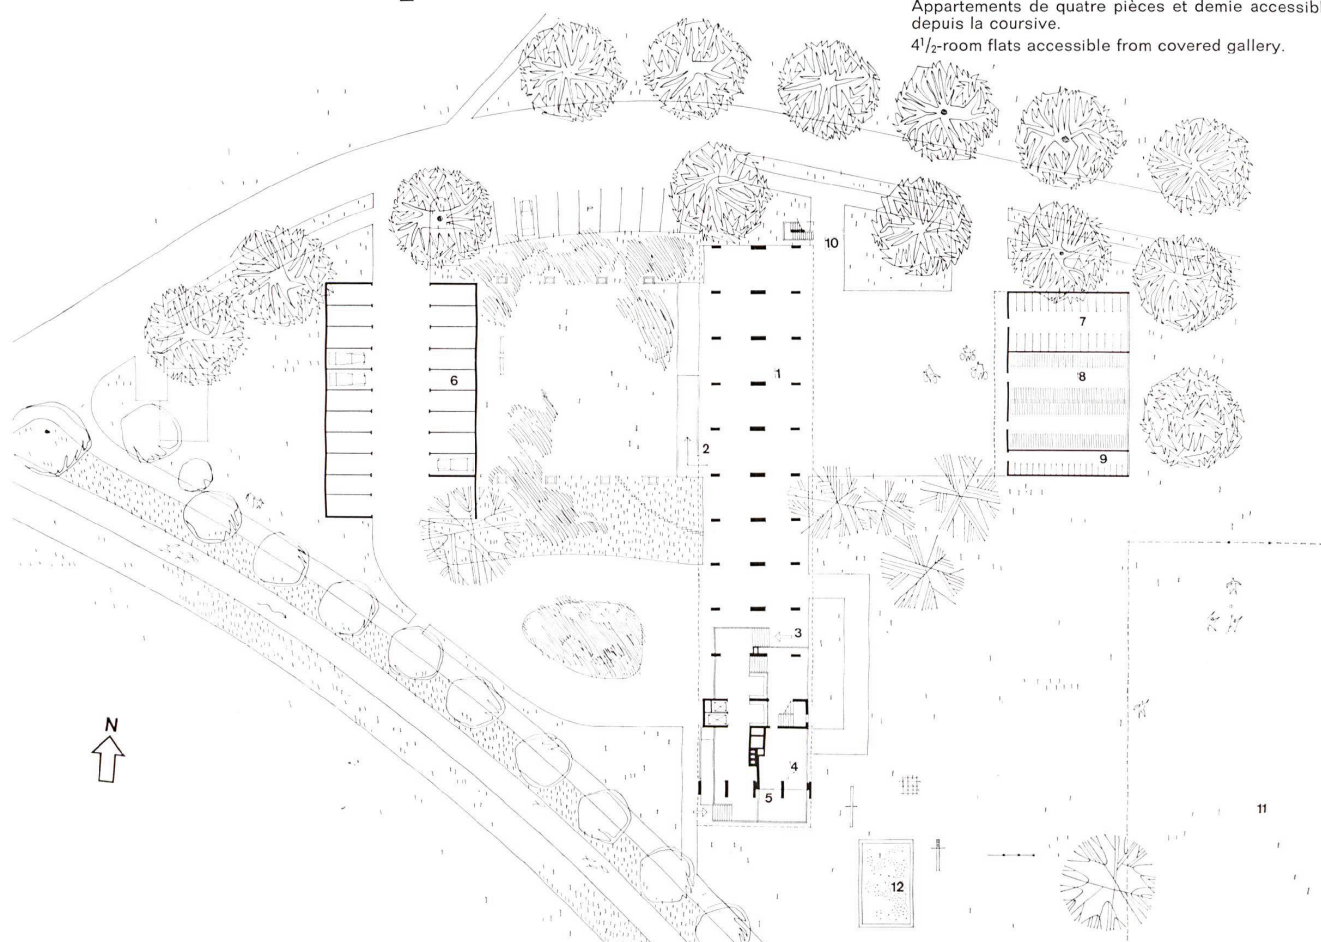 Appartements de quatre pièces et demie accessibl
depuis la coursive.
4¹/₂-room flats accessible from covered gallery.
P
10
7
1
6
8
2
9
3
N
4
5
11
12